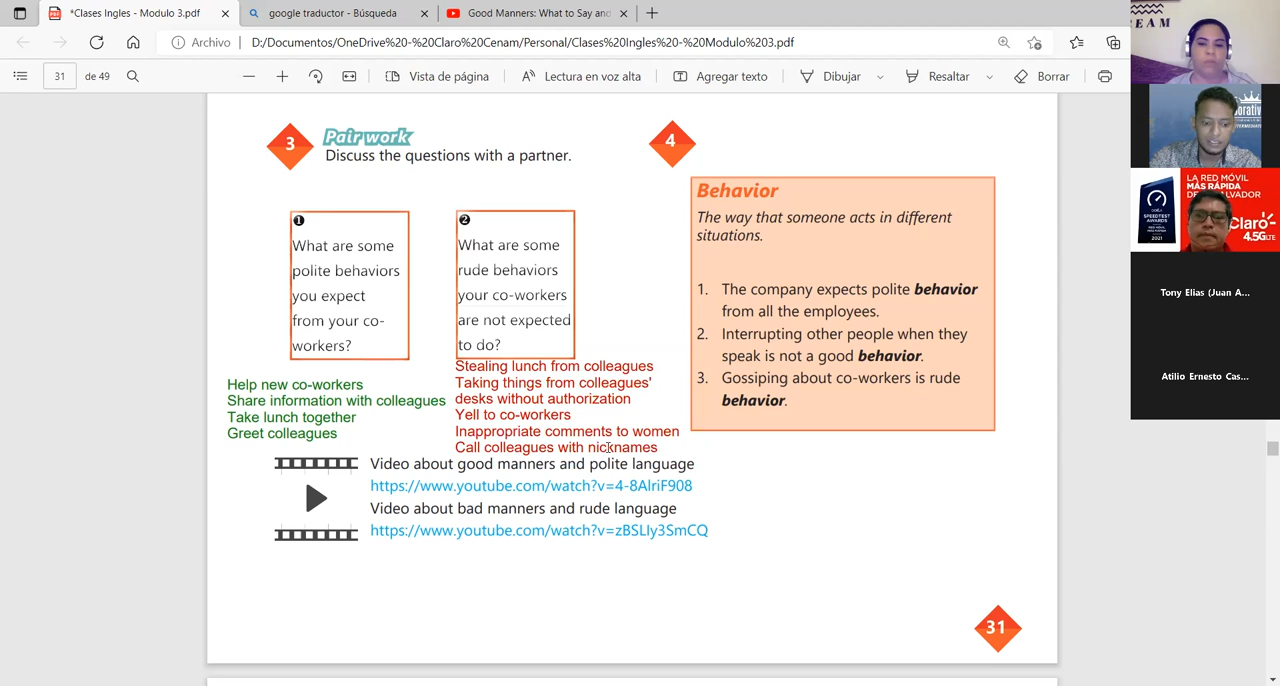 *Clases Ingles - Modulo 3.pdf
google traductor - Búsqueda
Good Manners: What to Say and
Archivo
D:/Documentos/OneDrive%20-%20Claro%20Cenam/Personal/Clases%20Ingles%20-%20Modulo%203.pdf
31
de 49
Vista de página
Lectura en voz alta
Agregar texto
Dibujar
Resaltar
Borrar
3
Pair work
Discuss the questions with a partner.
1
What are some
polite behaviors
you expect
from your co-
workers?
2
What are some
rude behaviors
your co-workers
are not expected
to do?
Help new co-workers
Share information with colleagues
Take lunch together
Greet colleagues
Stealing lunch from colleagues
Taking things from colleagues'
desks without authorization
Yell to co-workers
Inappropriate comments to women
Call colleagues with nicknames
Video about good manners and polite language
https://www.youtube.com/watch?v=4-8AlriF908
Video about bad manners and rude language
https://www.youtube.com/watch?v=zBSLIy3SmCQ
4
Behavior
The way that someone acts in different
situations.
1. The company expects polite behavior
from all the employees.
2. Interrupting other people when they
speak is not a good behavior.
3. Gossiping about co-workers is rude
behavior.
31
LA RED MÓVIL
MÁS RÁPIDA
SPEEDTEST
AWARDS
2021
Claro
4.5G LTE
Tony Elias (Juan A...
Atilio Ernesto Cas...